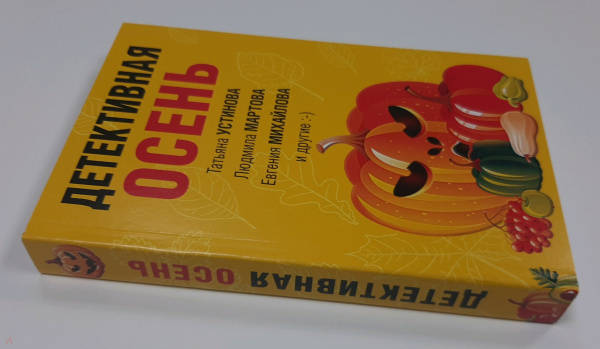 ДЕТЕКТИВНАЯ
ОСЕНЬ
Татьяна УСТИНОВА
Людмила МАРТОВА
Евгения МИХАЙЛОВА
и другие :-)
ДЕТЕКТИВНАЯ ОСЕНЬ